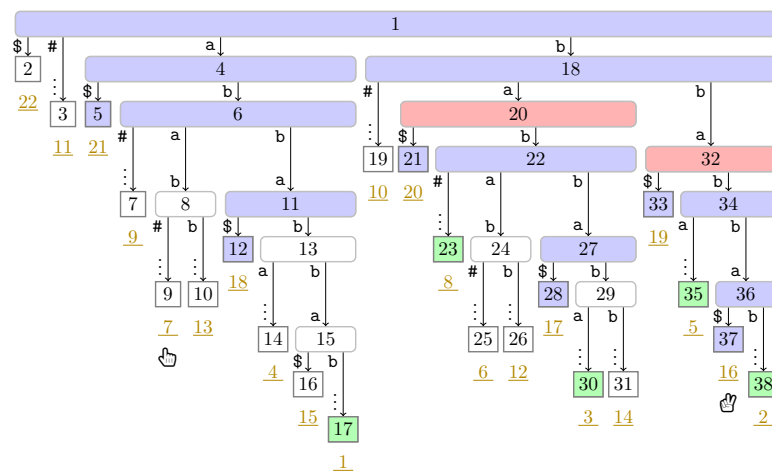 1
$ # a b
2 4 18
22 $ b # a b
3 5 6 20
11 21 # a b $ b a
19 21 22 32
10 20 # a b $ b
7 8 b a b a 33 34
9 # b 11 8 19 a b
$ b 23 24 b a a
12 13 8 # b 27 35 36
9 10 18 a b $ b 5 $ b
7 13 a 25 26 28 29 37
14 15 6 12 17 a b 16
4 $ b 30 31 38
16 3 14 2
15
17
1